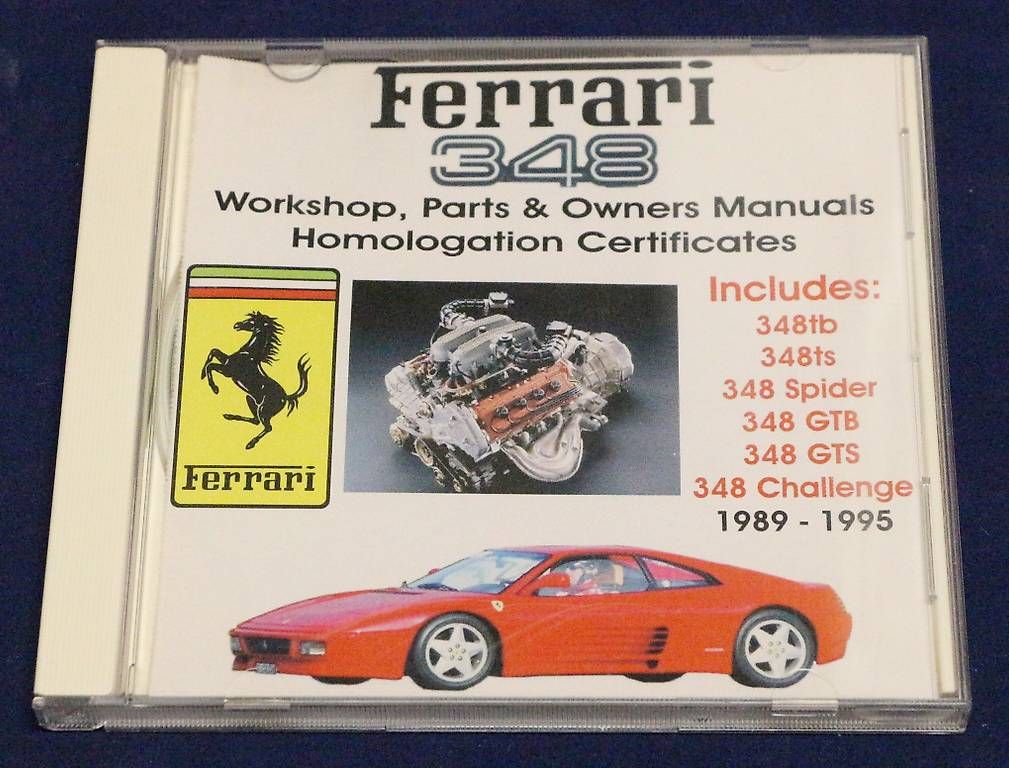 Ferrari
348
Workshop, Parts & Owners Manuals
Homologation Certificates
Ferrari
Includes:
348tb
348ts
348 Spider
348 GTB
348 GTS
348 Challenge
1989 - 1995